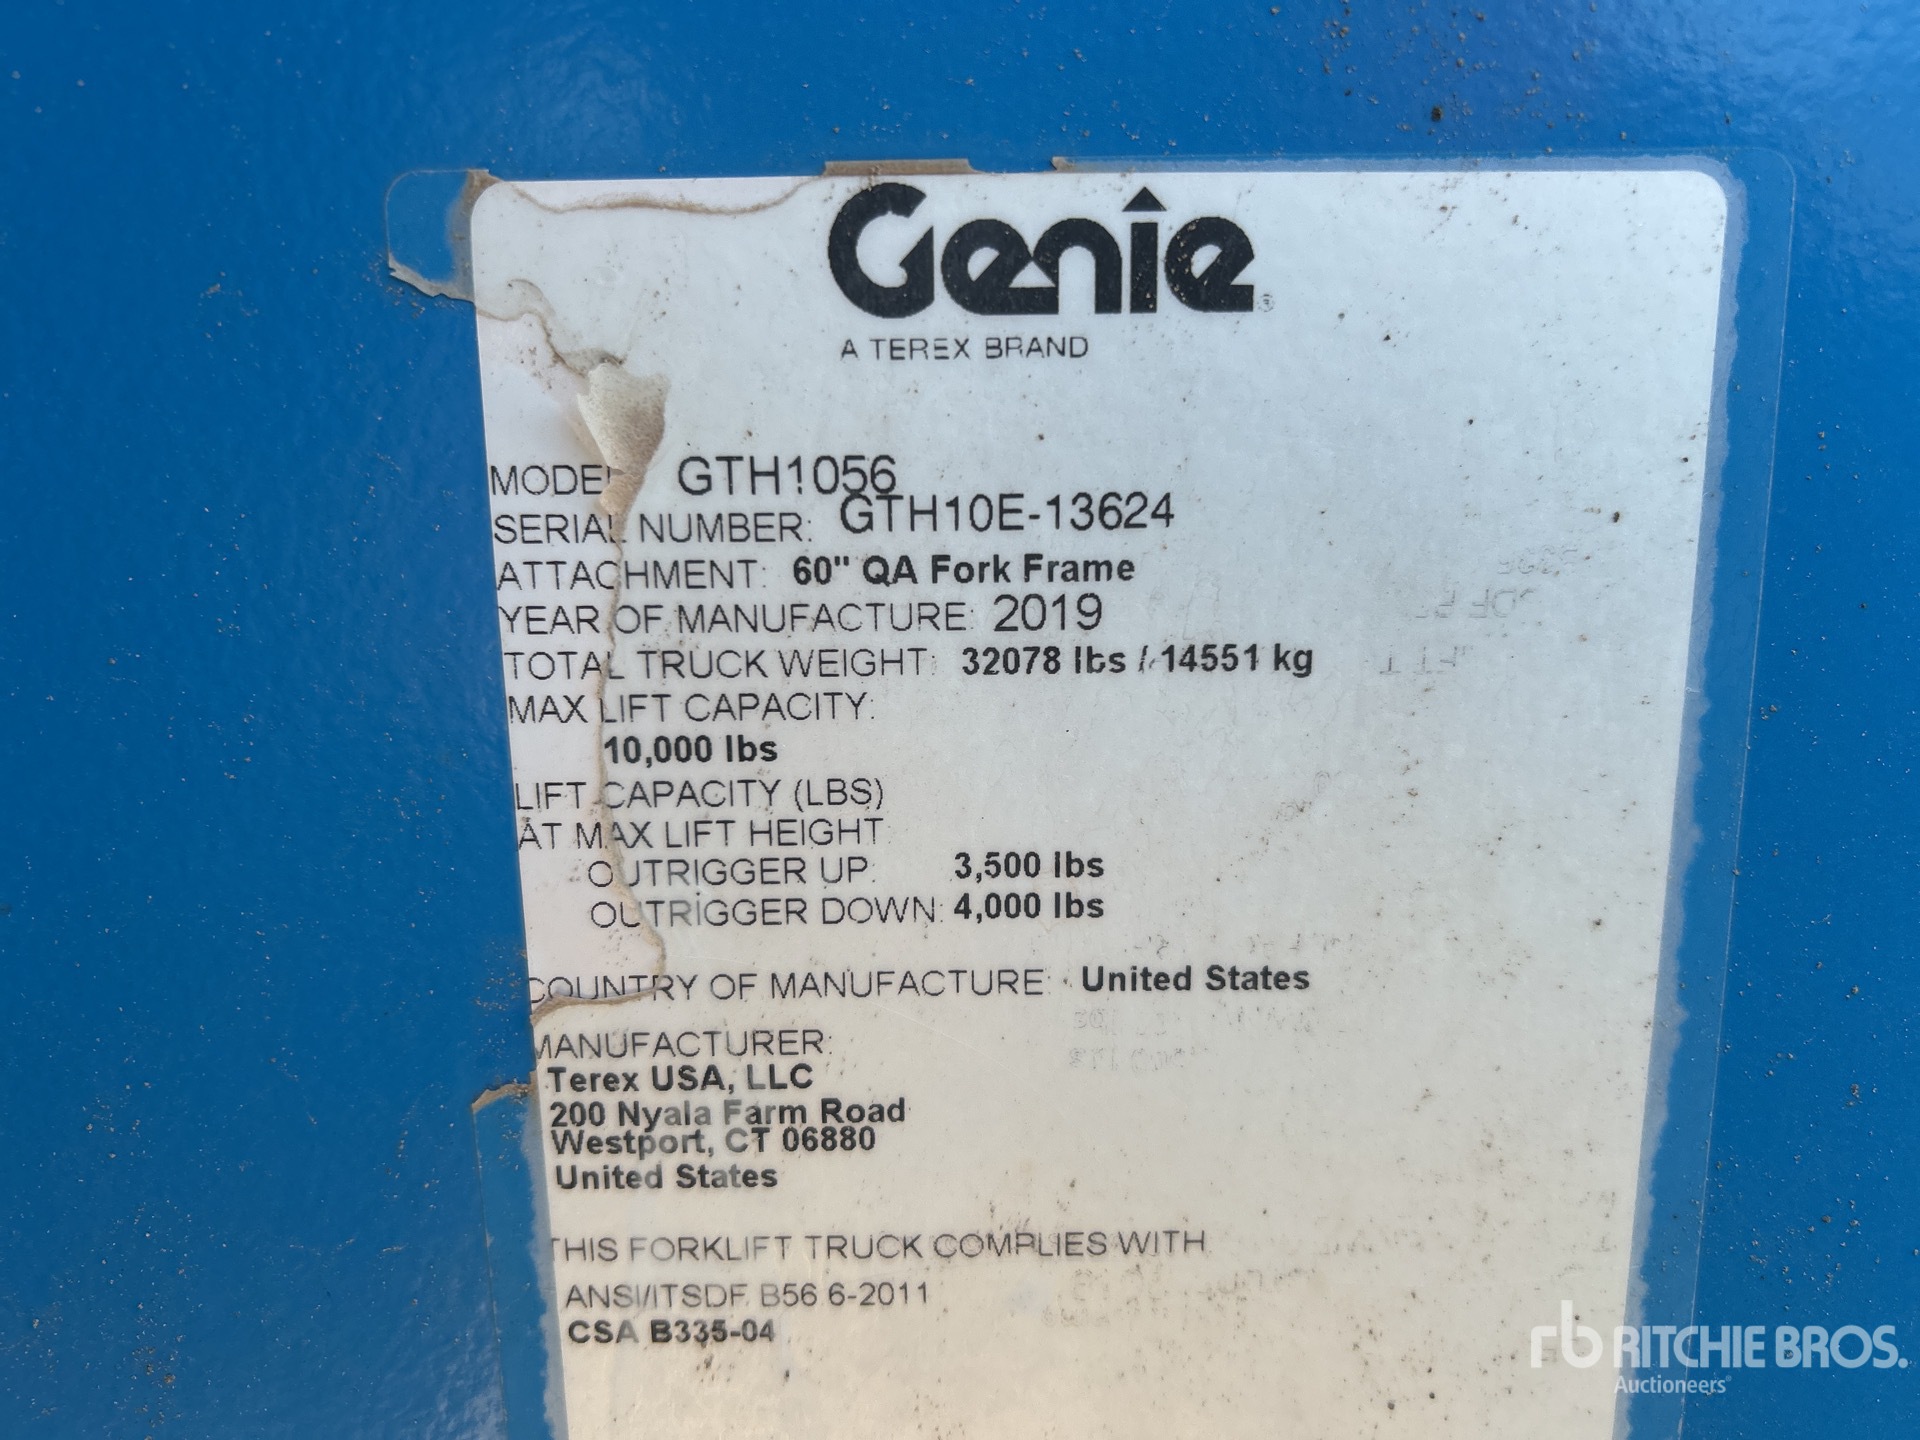 Genie
A TEREX BRAND
MODEL GTH1056
SERIAL NUMBER: GTH10E-13624
ATTACHMENT: 60" QA Fork Frame
YEAR OF MANUFACTURE: 2019
TOTAL TRUCK WEIGHT: 32078 lbs / 14551 kg
MAX LIFT CAPACITY:
10,000 lbs
LIFT CAPACITY (LBS)
AT MAX LIFT HEIGHT
OUTRIGGER UP: 3,500 lbs
OUTRIGGER DOWN: 4,000 lbs
COUNTRY OF MANUFACTURE: United States
MANUFACTURER:
Terex USA, LLC
200 Nyala Farm Road
Westport, CT 06880
United States
THIS FORKLIFT TRUCK COMPLIES WITH
ANSI/ITSDF B56.6-2011
CSA B335-04
rb RITCHIE BROS.
Auctioneers